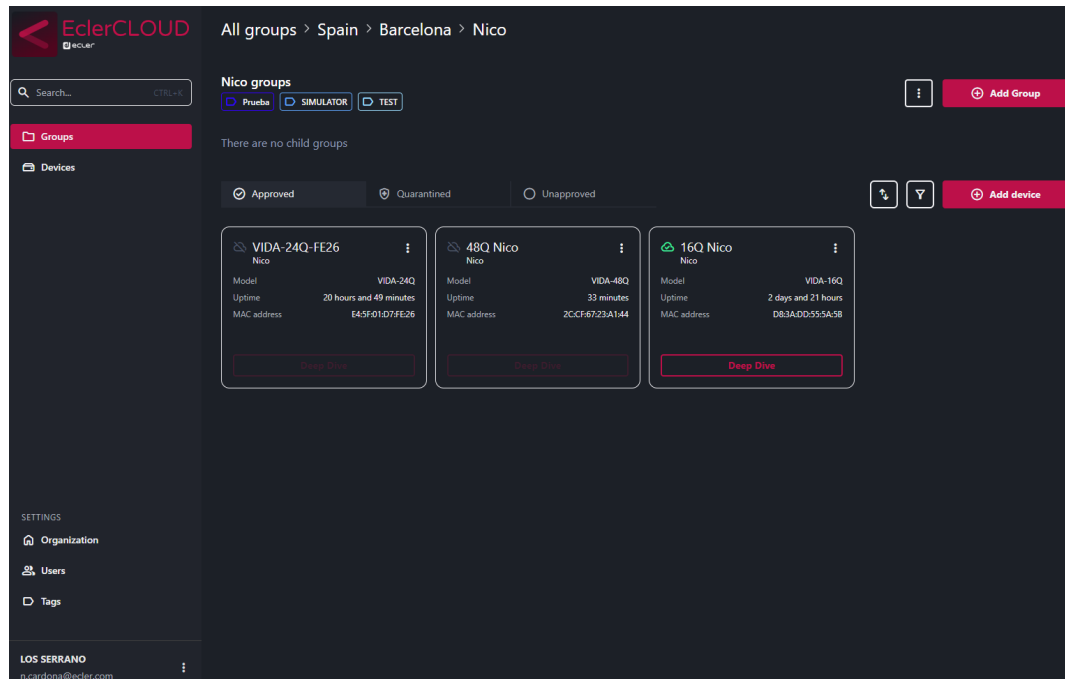 EclerCLOUD
ecler
Search... CTRL+K
Groups
Devices
SETTINGS
Organization
Users
Tags
LOS SERRANO
n.cardona@ecler.com
All groups > Spain > Barcelona > Nico
Nico groups
Prueba SIMULATOR TEST
Add Group
There are no child groups
Approved Quarantined Unapproved
Add device
VIDA-24Q-FE26
Nico
Model VIDA-24Q
Uptime 20 hours and 49 minutes
MAC address E4:5F:01:D7:FE:26
Deep Dive
48Q Nico
Nico
Model VIDA-48Q
Uptime 33 minutes
MAC address 2C:CF:67:23:A1:44
Deep Dive
16Q Nico
Nico
Model VIDA-16Q
Uptime 2 days and 21 hours
MAC address D8:3A:DD:55:5A:5B
Deep Dive